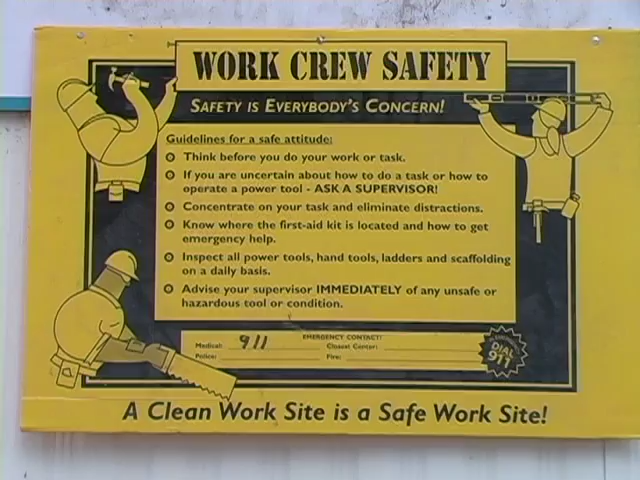 WORK CREW SAFETY
SAFETY IS EVERYBODY'S CONCERN!
Guidelines for a safe attitude:
Think before you do your work or task.
If you are uncertain about how to do a task or how to
operate a power tool - ASK A SUPERVISOR!
Concentrate on your task and eliminate distractions.
Know where the first-aid kit is located and how to get
emergency help.
Inspect all power tools, hand tools, ladders and scaffolding
on a daily basis.
Advise your supervisor IMMEDIATELY of any unsafe or
hazardous tool or condition.
EMERGENCY CONTACT:
Medical: 911
Closest Center:
Police:
Fire:
DIAL
911
A Clean Work Site is a Safe Work Site!